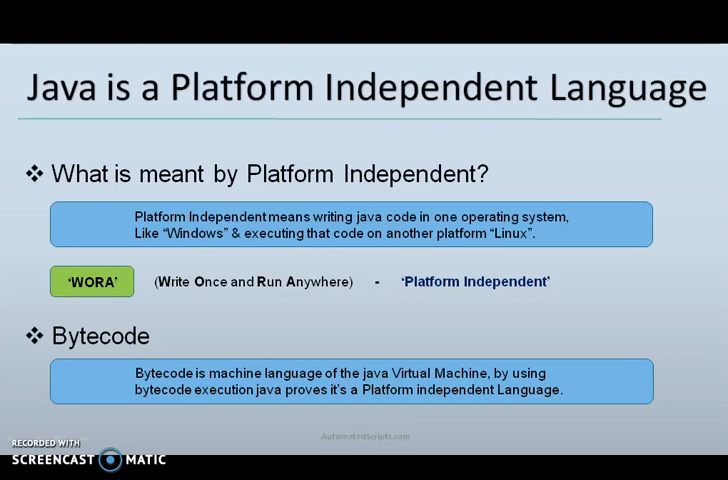 Java is a Platform Independent Language
What is meant by Platform Independent?
Platform Independent means writing java code in one operating system,
Like “Windows” & executing that code on another platform “Linux”.
‘WORA’ (Write Once and Run Anywhere) - ‘Platform Independent’
Bytecode
Bytecode is machine language of the java Virtual Machine, by using
bytecode execution java proves it’s a Platform independent Language.
AutomatedScripts.com
RECORDED WITH
SCREENCAST MATIC